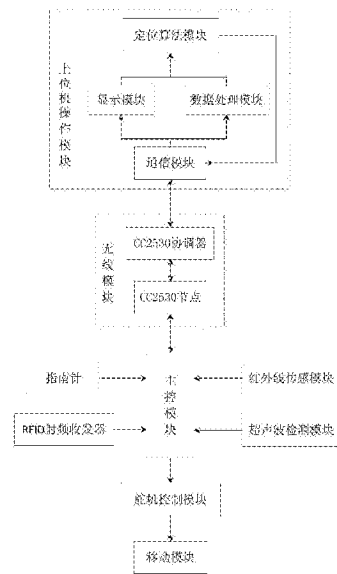 定位算法模块
上位机操作模块
显示模块
数据处理模块
通信模块
无线模块
CC2530协调器
CC2530节点
指南针
主控模块
红外线传感模块
RFID射频收发器
超声波检测模块
舵机控制模块
移动模块